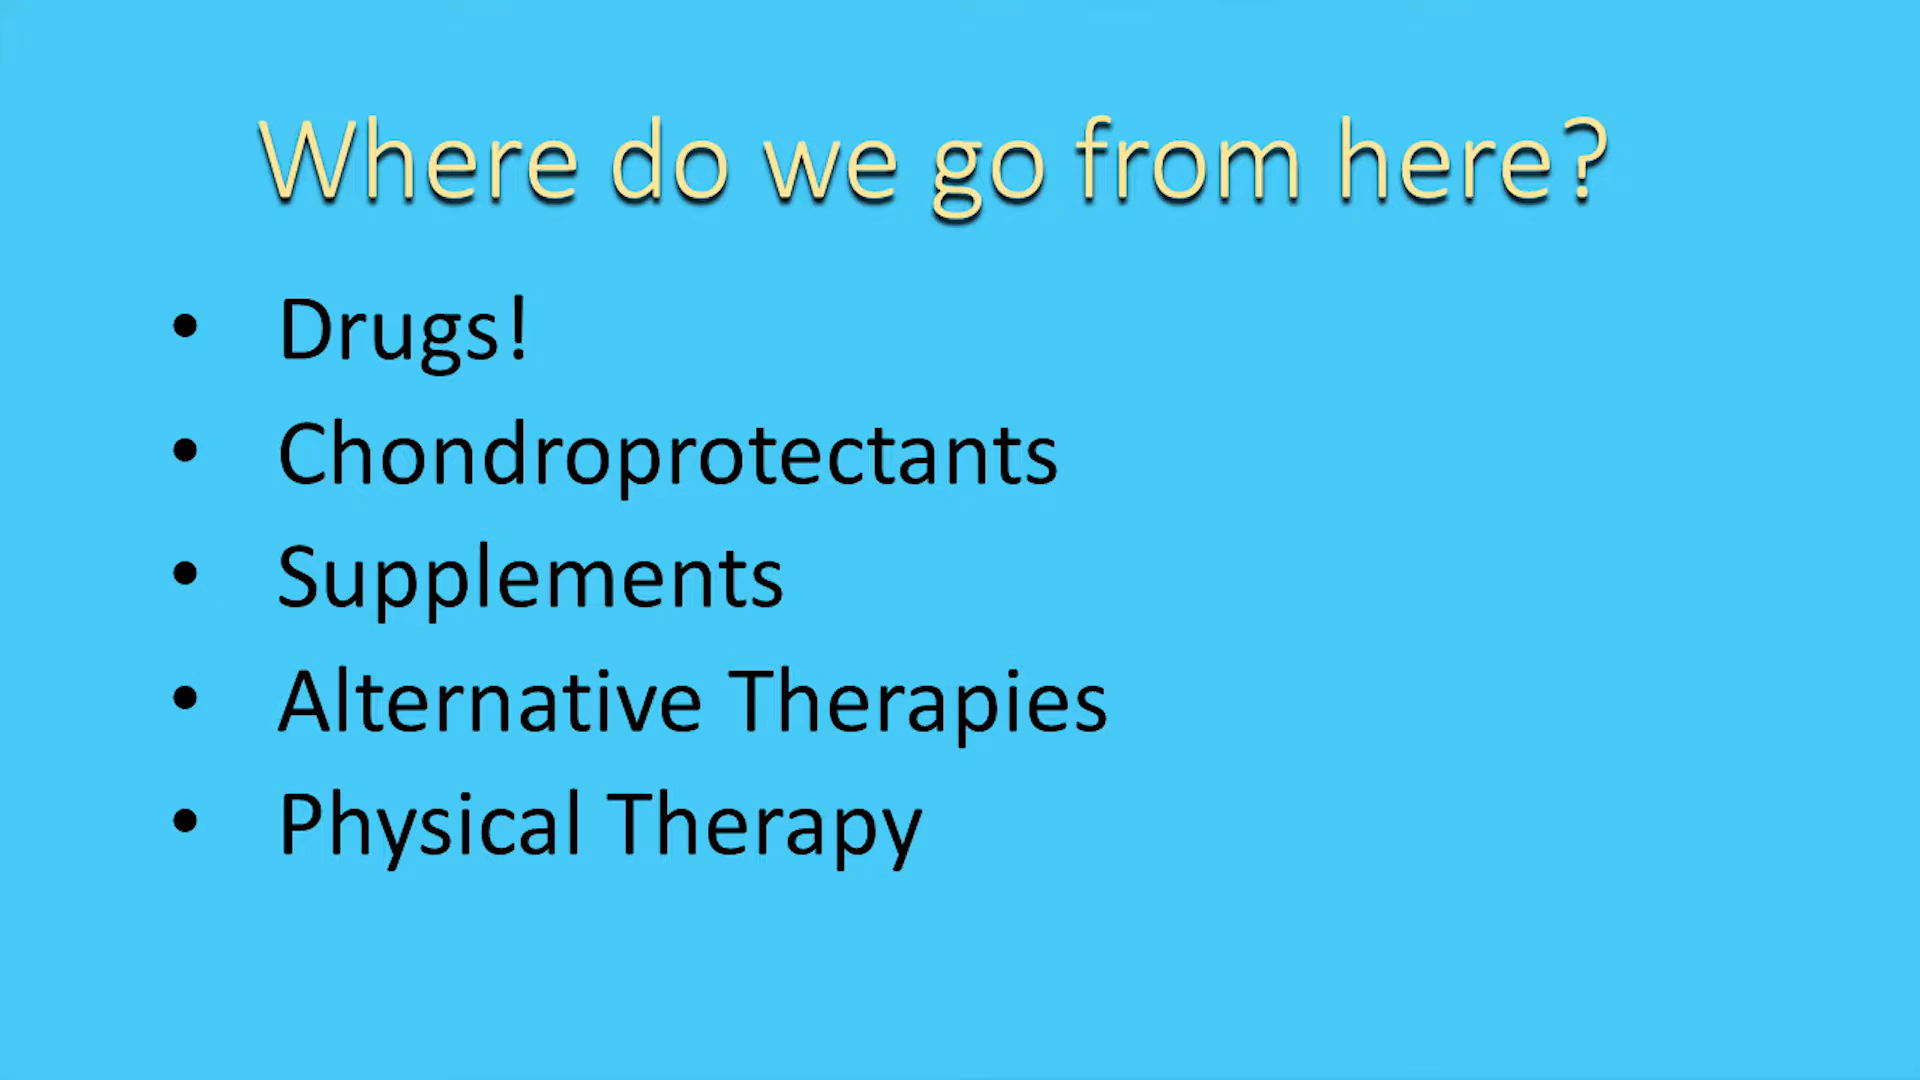 Where do we go from here?
• Drugs!
• Chondroprotectants
• Supplements
• Alternative Therapies
• Physical Therapy